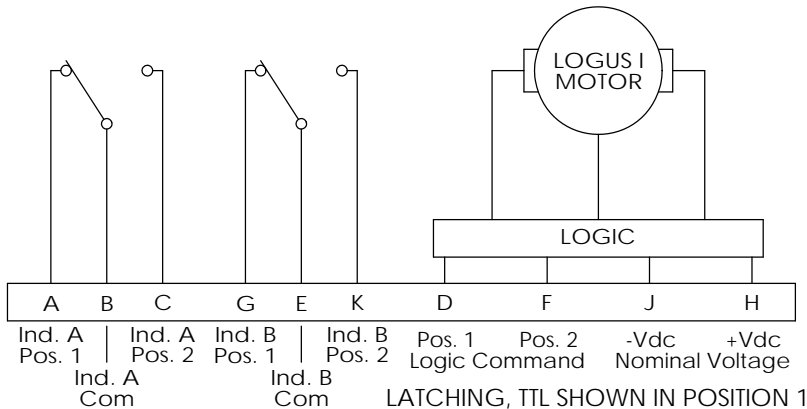 LOGUS I
MOTOR
LOGIC
A B C G E K D F J H
Ind. A Ind. A Ind. B Ind. B
Pos. 1 Pos. 2 Pos. 1 Pos. 2
Pos. 1 Pos. 2 -Vdc +Vdc
Logic Command Nominal Voltage
Ind. A Ind. B
Com Com
LATCHING, TTL SHOWN IN POSITION 1